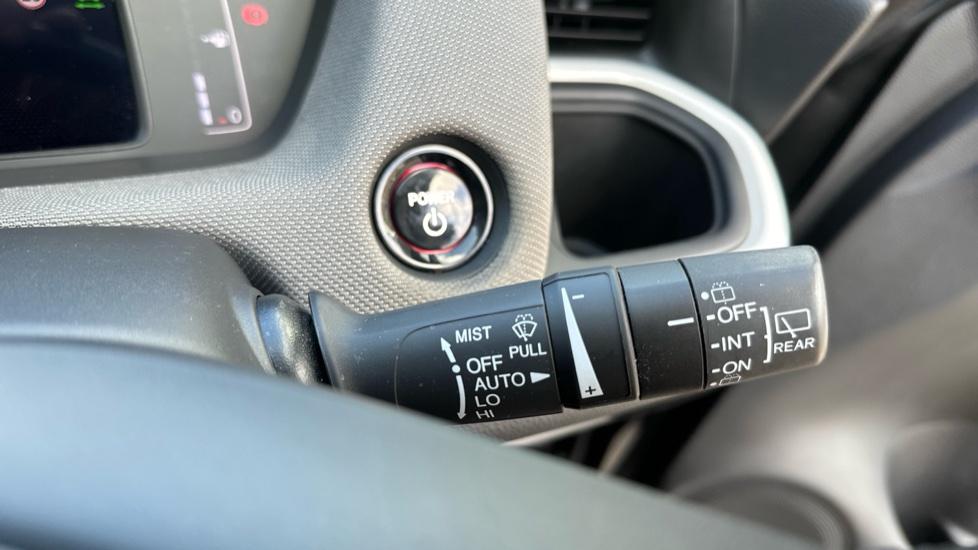 POWER
MIST
OFF
PULL
AUTO
LO
HI
-
+
OFF
INT
ON
REAR